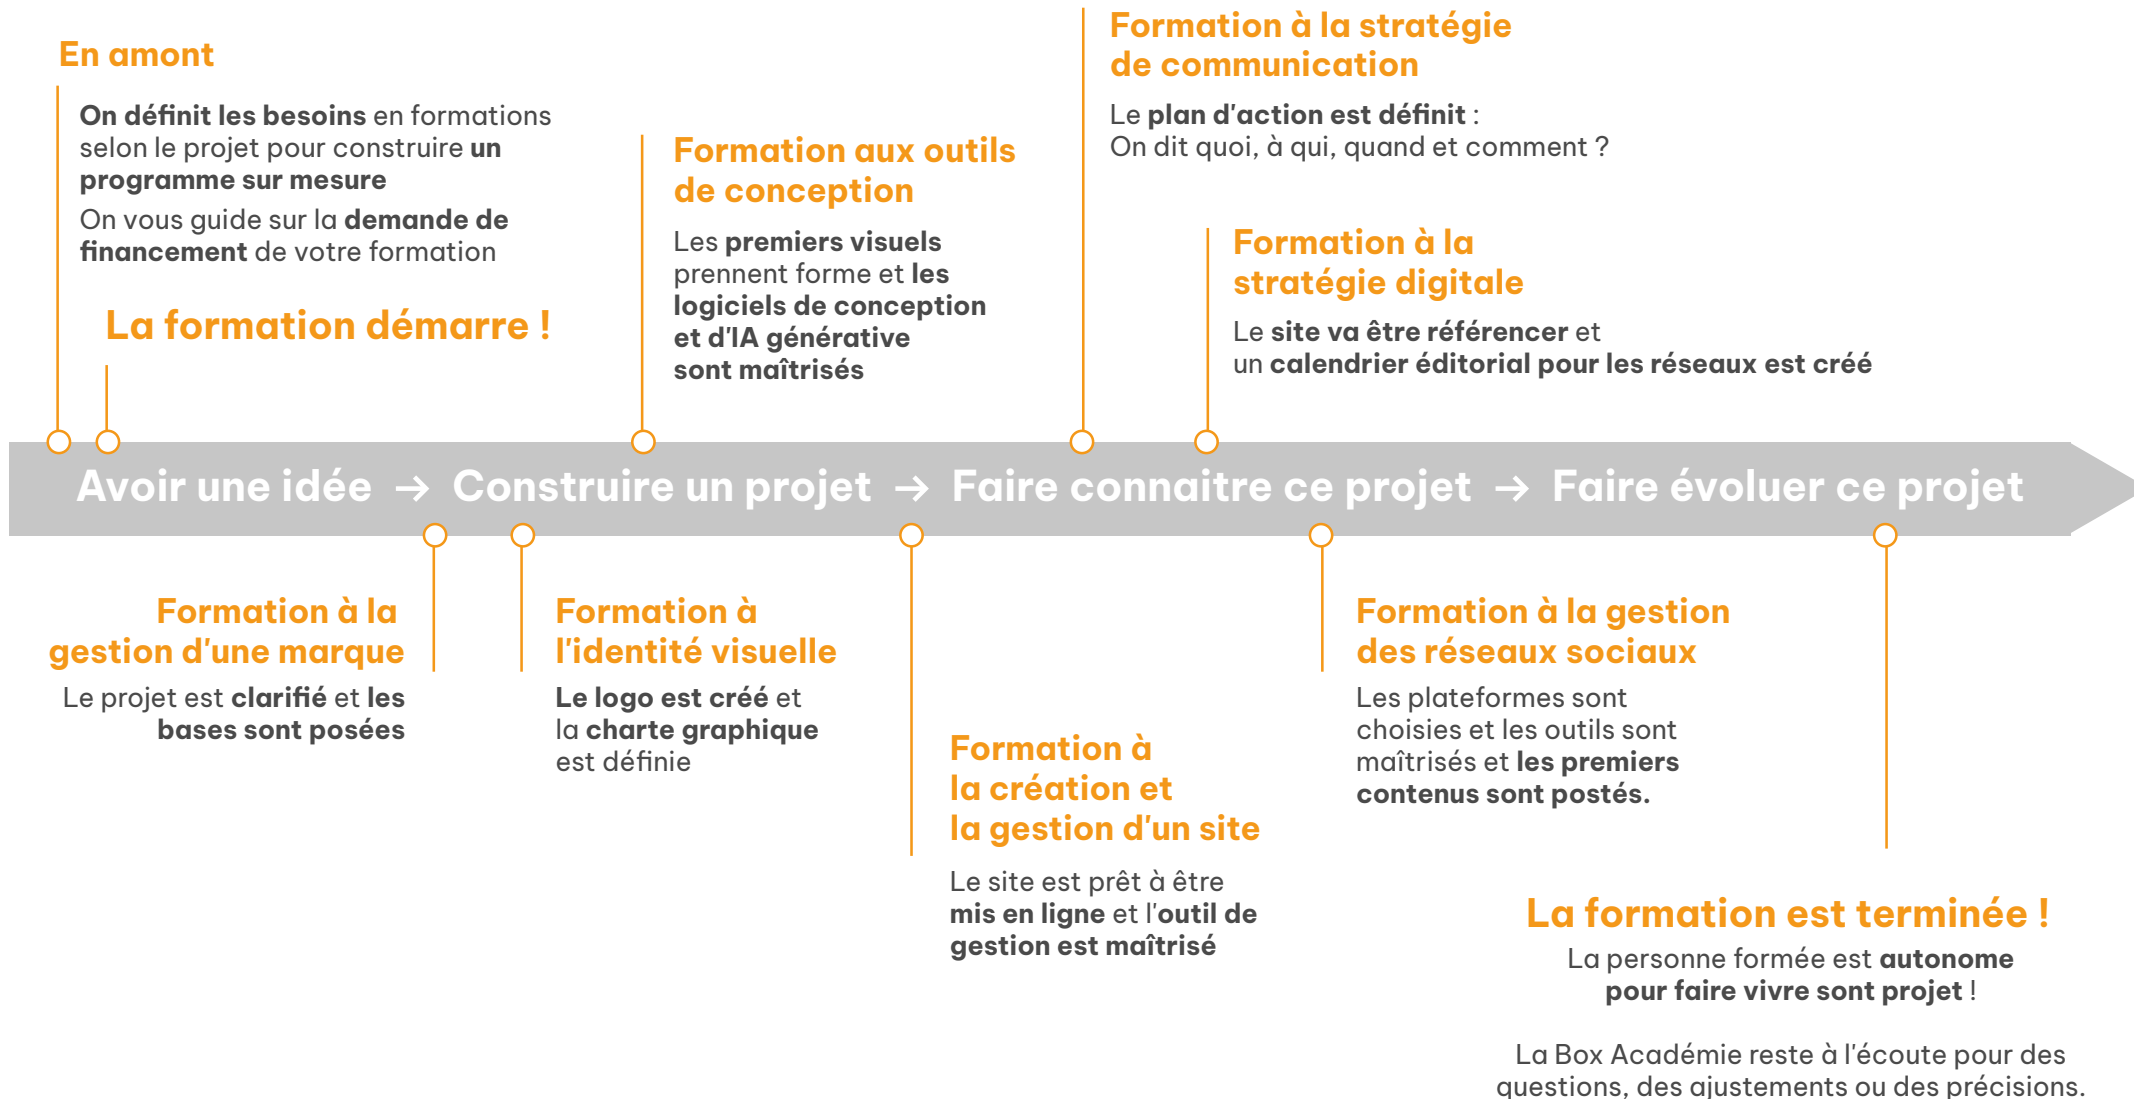 En amont
On définit les besoins en formations
selon le projet pour construire un
programme sur mesure
On vous guide sur la demande de
financement de votre formation
La formation démarre !
Formation aux outils
de conception
Les premiers visuels
prennent forme et les
logiciels de conception
et d'IA générative
sont maîtrisés
Formation à la stratégie
de communication
Le plan d'action est définit :
On dit quoi, à qui, quand et comment ?
Formation à la
stratégie digitale
Le site va être référencer et
un calendrier éditorial pour les réseaux est créé
Avoir une idée → Construire un projet → Faire connaitre ce projet → Faire évoluer ce projet
Formation à la
gestion d'une marque
Le projet est clarifié et les
bases sont posées
Formation à
l'identité visuelle
Le logo est créé et
la charte graphique
est définie
Formation à
la création et
la gestion d'un site
Le site est prêt à être
mis en ligne et l'outil de
gestion est maîtrisé
Formation à la gestion
des réseaux sociaux
Les plateformes sont
choisies et les outils sont
maîtrisés et les premiers
contenus sont postés.
La formation est terminée !
La personne formée est autonome
pour faire vivre sont projet !
La Box Académie reste à l'écoute pour des
questions, des ajustements ou des précisions.